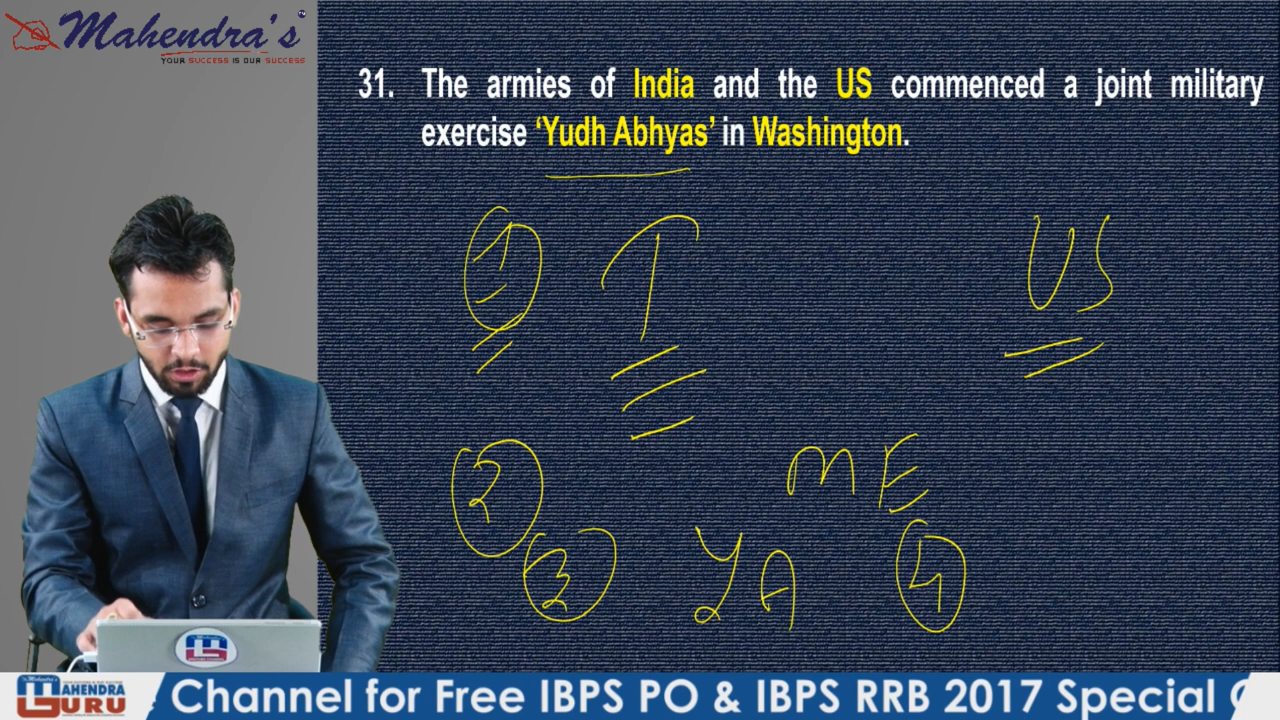 Mahendra's
YOUR SUCCESS IS OUR SUCCESS
31. The armies of India and the US commenced a joint military
exercise ‘Yudh Abhyas’ in Washington.
1 I US
2 M E
3 Y A 4
MAHENDRA
GURU
Channel for Free IBPS PO & IBPS RRB 2017 Special